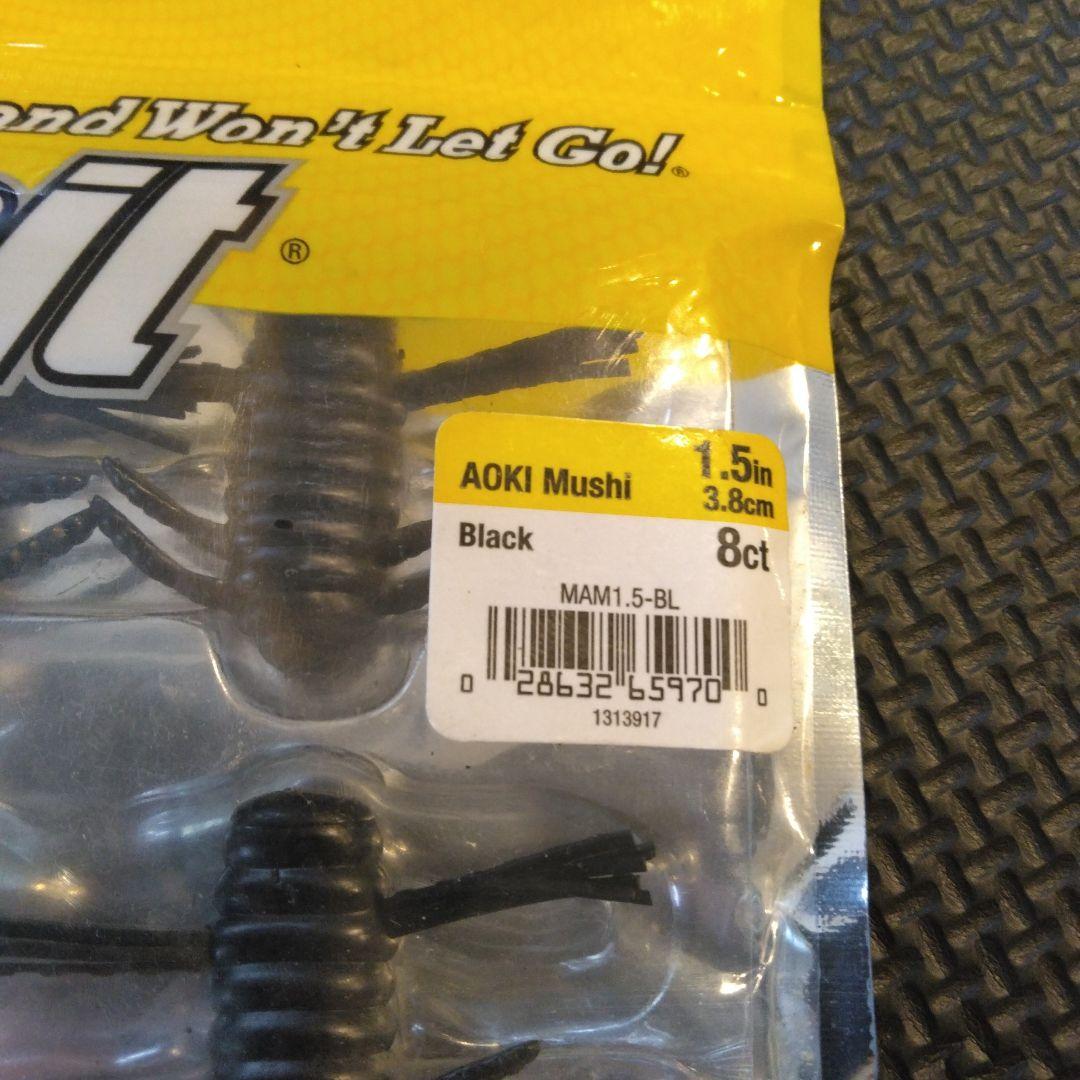 and Won't Let Go!®
it®
AOKI Mushi 1.5in
3.8cm
Black 8ct
MAM1.5-BL
0 28632 65970 0
1313917